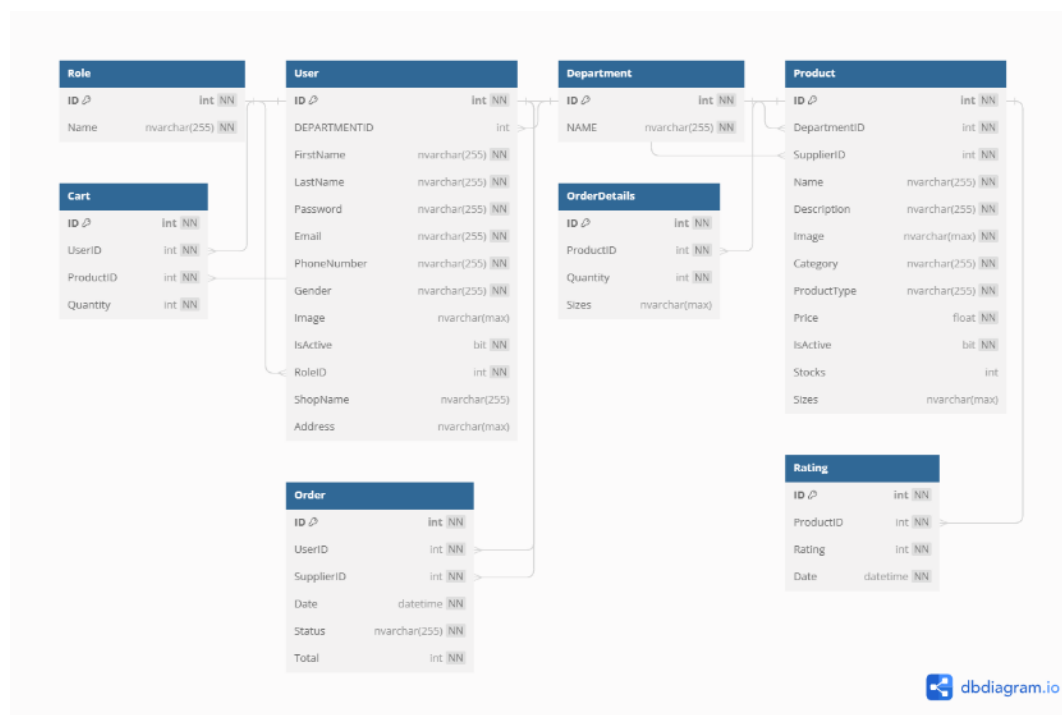 Role
ID int NN
Name nvarchar(255) NN
Cart
ID int NN
UserID int NN
ProductID int NN
Quantity int NN
User
ID int NN
DEPARTMENTID int
FirstName nvarchar(255) NN
LastName nvarchar(255) NN
Password nvarchar(255) NN
Email nvarchar(255) NN
PhoneNumber nvarchar(255) NN
Gender nvarchar(255) NN
Image nvarchar(max)
IsActive bit NN
RoleID int NN
ShopName nvarchar(255)
Address nvarchar(max)
Order
ID int NN
UserID int NN
SupplierID int NN
Date datetime NN
Status nvarchar(255) NN
Total int NN
Department
ID int NN
NAME nvarchar(255) NN
OrderDetails
ID int NN
ProductID int NN
Quantity int NN
Sizes nvarchar(max)
Product
ID int NN
DepartmentID int NN
SupplierID int NN
Name nvarchar(255) NN
Description nvarchar(255) NN
Image nvarchar(max) NN
Category nvarchar(255) NN
ProductType nvarchar(255) NN
Price float NN
IsActive bit NN
Stocks int
Sizes nvarchar(max)
Rating
ID int NN
ProductID int NN
Rating int NN
Date datetime NN
dbdiagram.io